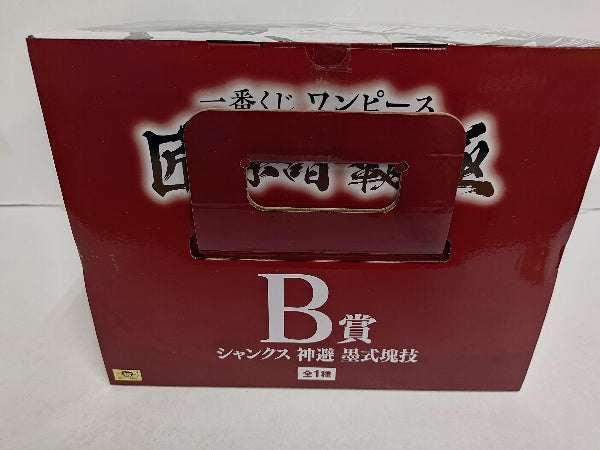 一番くじ ワンピース
匠
B賞
シャンクス 神避 墨式塊技
全1種